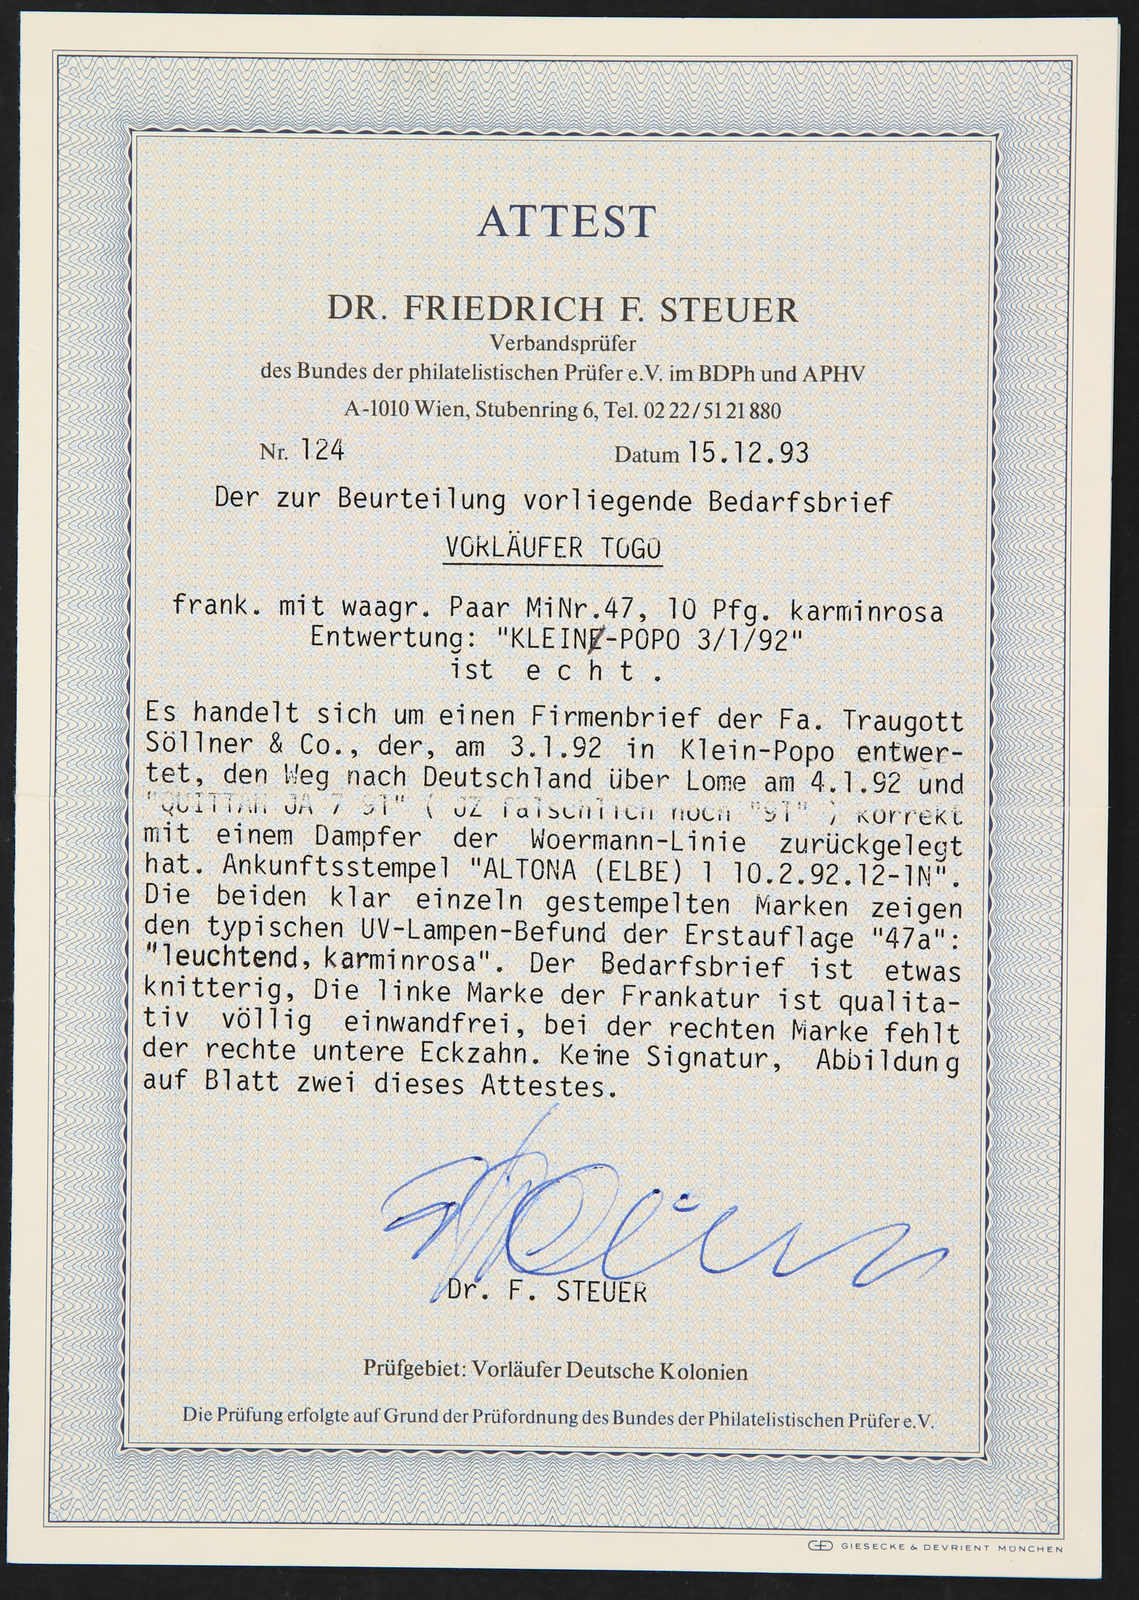 ATTEST
DR. FRIEDRICH F. STEUER
Verbandsprüfer
des Bundes der philatelistischen Prüfer e.V. im BDPh und APHV
A-1010 Wien, Stubenring 6, Tel. 02 22/51 21 880
Nr. 124 Datum 15.12.93
Der zur Beurteilung vorliegende Bedarfsbrief
VORLÄUFER TOGO
frank. mit waagr. Paar MiNr.47, 10 Pfg. karminrosa
Entwertung: "KLEIN-POPO 3/1/92"
ist e c h t .
Es handelt sich um einen Firmenbrief der Fa. Traugott
Söllner & Co., der, am 3.1.92 in Klein-Popo entwer-
tet, den Weg nach Deutschland über Lome am 4.1.92 und
"QUITTAH JA 7 91" ( JZ fälschlich noch "91" ) korrekt
mit einem Dampfer der Woermann-Linie zurückgelegt
hat. Ankunftsstempel "ALTONA (ELBE) 1 10.2.92.12-1N".
Die beiden klar einzeln gestempelten Marken zeigen
den typischen UV-Lampen-Befund der Erstauflage "47a":
"leuchtend, karminrosa". Der Bedarfsbrief ist etwas
knitterig, Die linke Marke der Frankatur ist qualita-
tiv völlig einwandfrei, bei der rechten Marke fehlt
der rechte untere Eckzahn. Keine Signatur, Abbildung
auf Blatt zwei dieses Attestes.
Dr. F. STEUER
Prüfgebiet: Vorläufer Deutsche Kolonien
Die Prüfung erfolgte auf Grund der Prüfordnung des Bundes der Philatelistischen Prüfer e.V.
GIESECKE & DEVRIENT MÜNCHEN